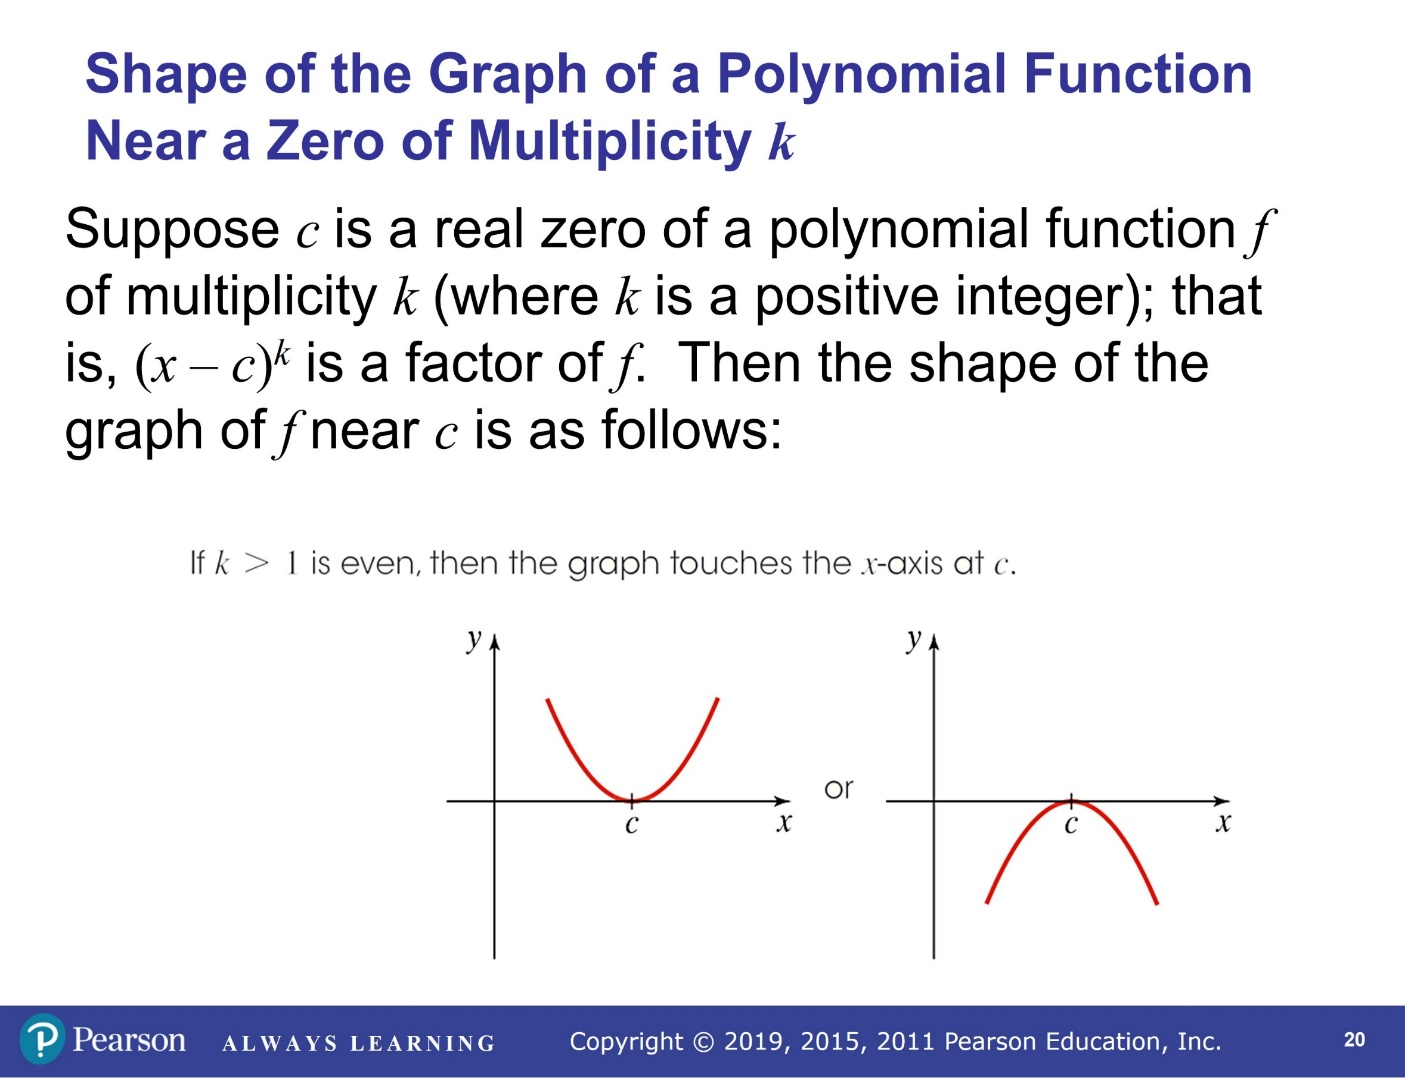 Shape of the Graph of a Polynomial Function
Near a Zero of Multiplicity k
Suppose c is a real zero of a polynomial function f
of multiplicity k (where k is a positive integer); that
is, (x – c)^k is a factor of f. Then the shape of the
graph of f near c is as follows:
If k > 1 is even, then the graph touches the x-axis at c.
y
y
or
c
x
c
x
Pearson
ALWAYS LEARNING
Copyright © 2019, 2015, 2011 Pearson Education, Inc.
20